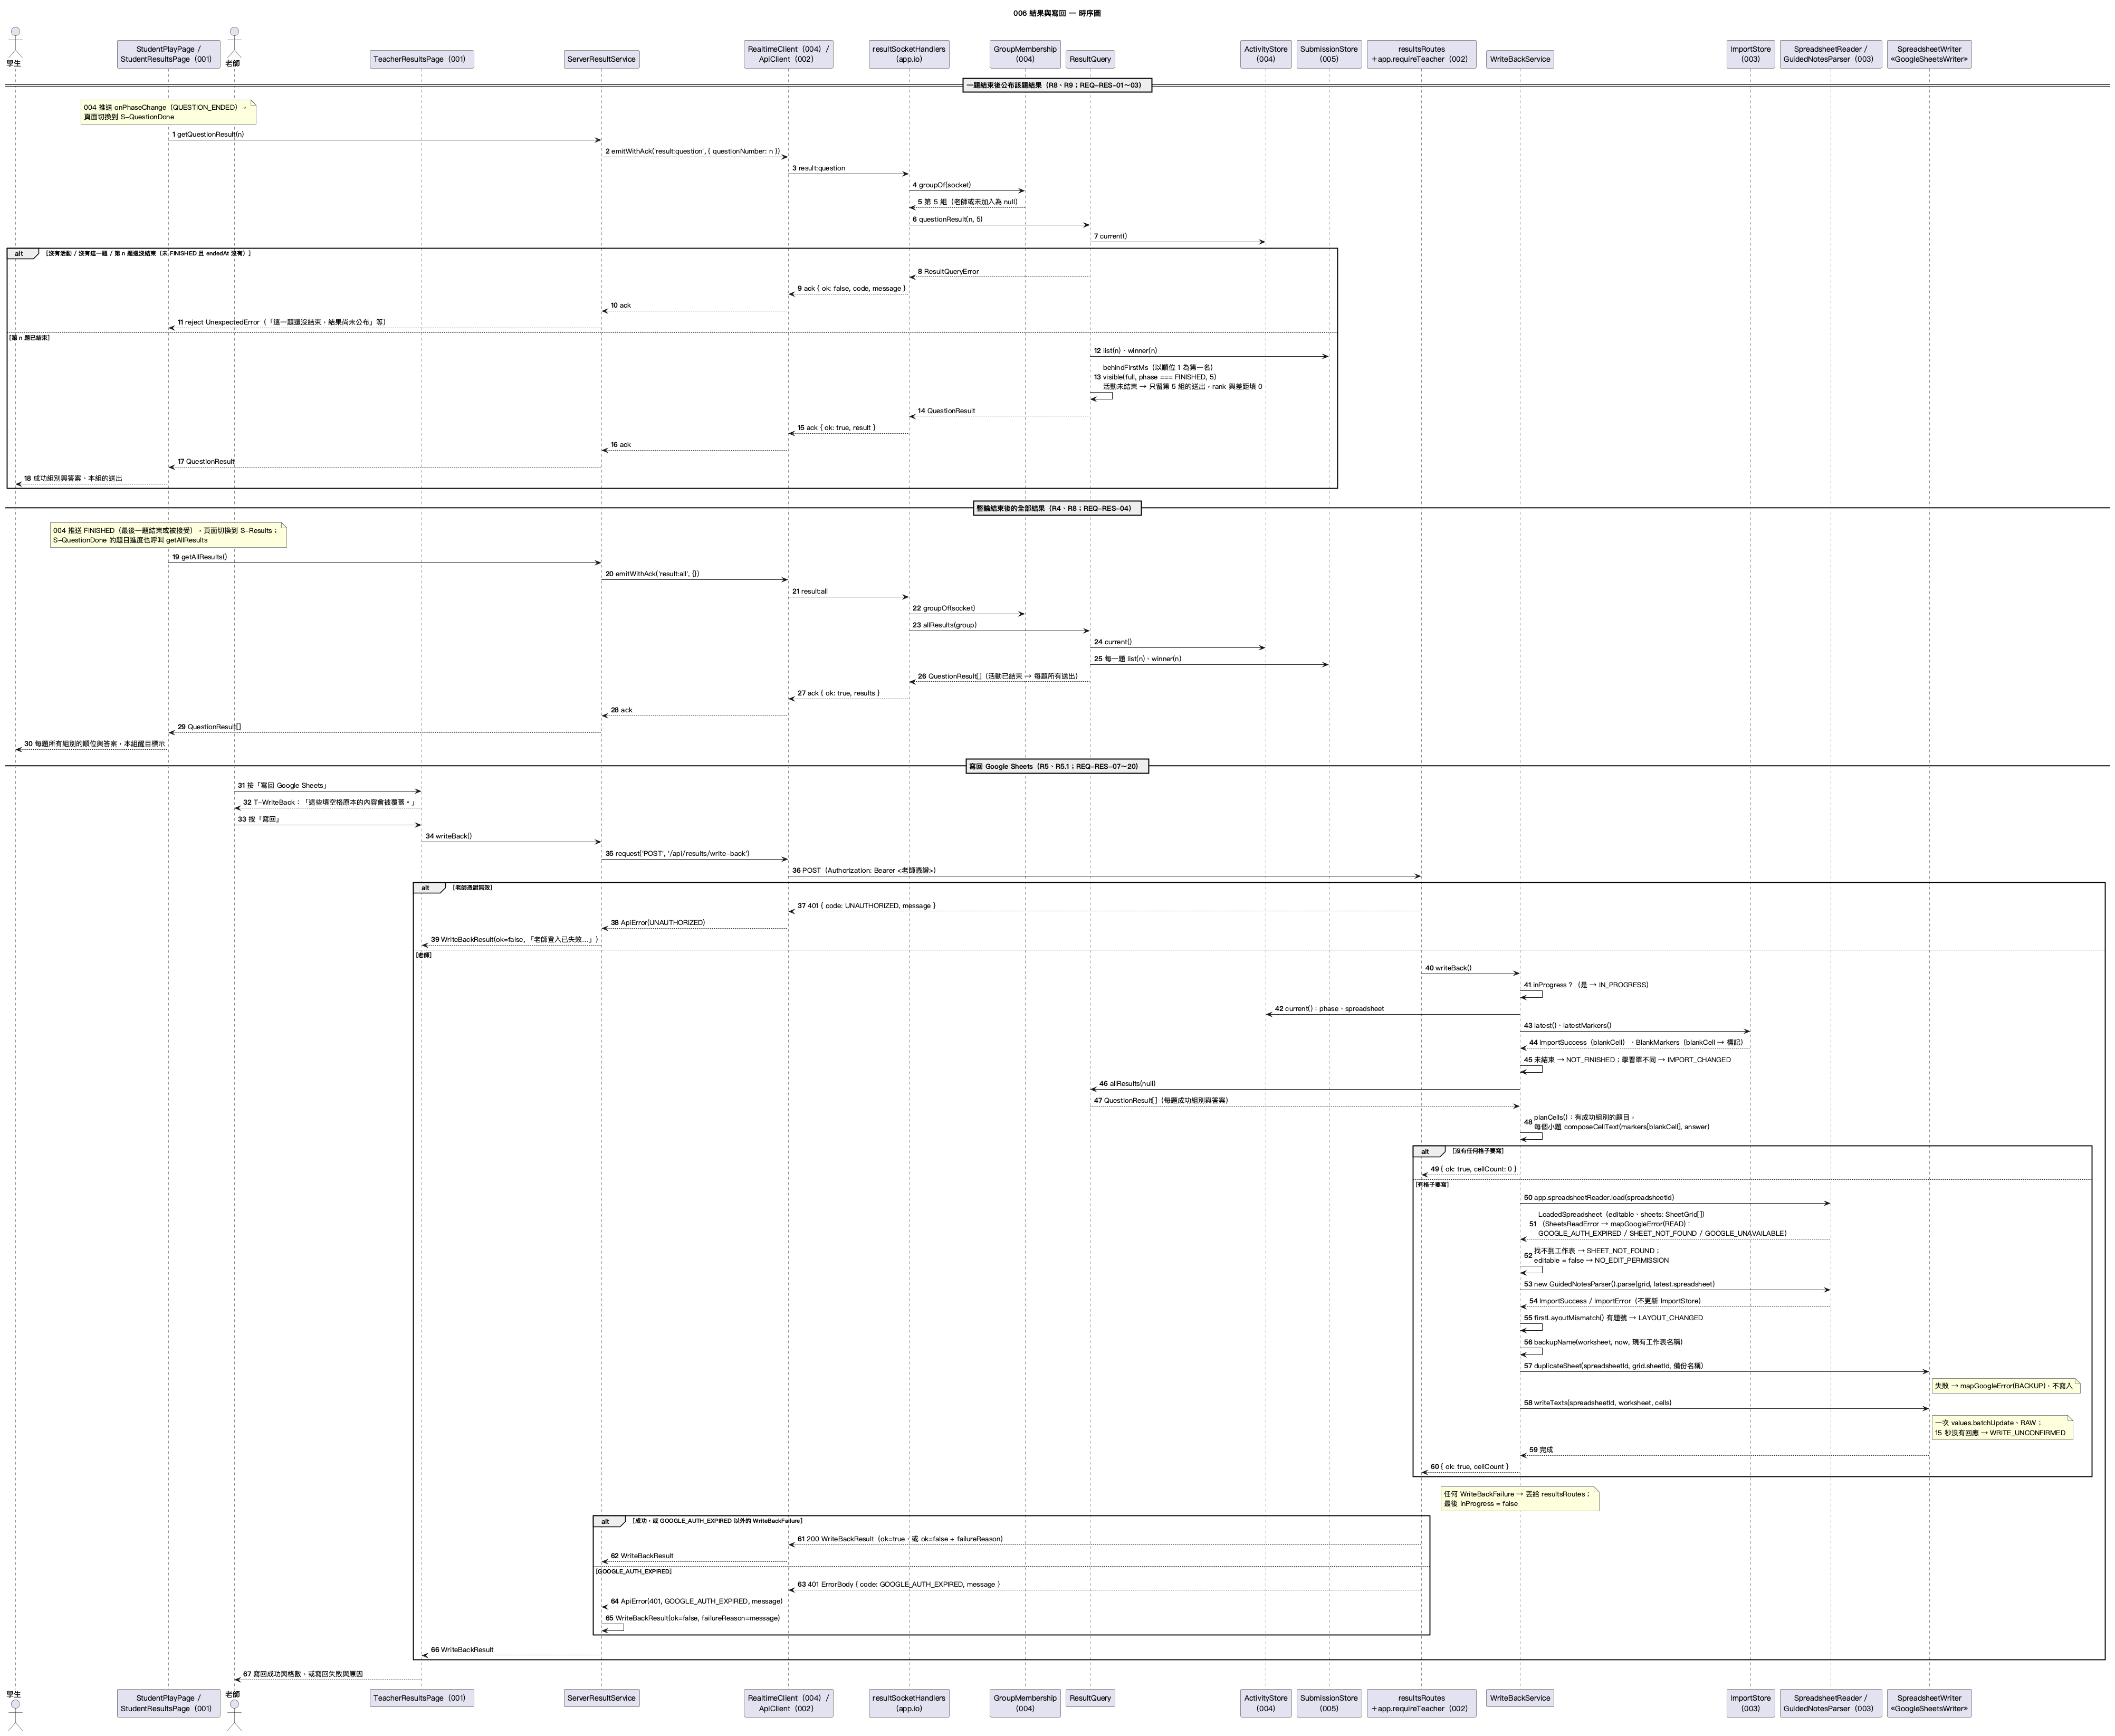 006 結果與寫回 — 時序圖
學生
StudentPlayPage /
StudentResultsPage（001）
老師
TeacherResultsPage（001）
ServerResultService
RealtimeClient（004）/
ApiClient（002）
resultSocketHandlers
(app.io)
GroupMembership
(004)
ResultQuery
ActivityStore
(004)
SubmissionStore
(005)
resultsRoutes
＋app.requireTeacher（002）
WriteBackService
ImportStore
(003)
SpreadsheetReader /
GuidedNotesParser（003）
SpreadsheetWriter
«GoogleSheetsWriter»
一題結束後公布該題結果（R8、R9；REQ-RES-01～03）
004 推送 onPhaseChange（QUESTION_ENDED），
頁面切換到 S-QuestionDone
1 getQuestionResult(n)
2 emitWithAck('result:question', { questionNumber: n })
3 result:question
4 groupOf(socket)
5 第 5 組（老師或未加入為 null）
6 questionResult(n, 5)
7 current()
alt [沒有活動 / 沒有這一題 / 第 n 題還沒結束（未 FINISHED 且 endedAt 沒有）]
8 ResultQueryError
9 ack { ok: false, code, message }
10 ack
11 reject UnexpectedError（「這一題還沒結束，結果尚未公布」等）
[第 n 題已結束]
12 list(n)、winner(n)
behindFirstMs（以順位 1 為第一名）
13 visible(full, phase === FINISHED, 5)
活動未結束 → 只留第 5 組的送出，rank 與差距填 0
14 QuestionResult
15 ack { ok: true, result }
16 ack
17 QuestionResult
18 成功組別與答案、本組的送出
整輪結束後的全部結果（R4、R8；REQ-RES-04）
004 推送 FINISHED（最後一題結束或被接受），頁面切換到 S-Results；
S-QuestionDone 的題目進度也呼叫 getAllResults
19 getAllResults()
20 emitWithAck('result:all', {})
21 result:all
22 groupOf(socket)
23 allResults(group)
24 current()
25 每一題 list(n)、winner(n)
26 QuestionResult[]（活動已結束 → 每題所有送出）
27 ack { ok: true, results }
28 ack
29 QuestionResult[]
30 每題所有組別的順位與答案，本組醒目標示
寫回 Google Sheets（R5、R5.1；REQ-RES-07～20）
31 按「寫回 Google Sheets」
32 T-WriteBack：「這些填空格原本的內容會被覆蓋。」
33 按「寫回」
34 writeBack()
35 request('POST', '/api/results/write-back')
36 POST（Authorization: Bearer <老師憑證>）
alt [老師憑證無效]
37 401 { code: UNAUTHORIZED, message }
38 ApiError(UNAUTHORIZED)
39 WriteBackResult(ok=false, 「老師登入已失效…」)
[老師]
40 writeBack()
41 inProgress？（是 → IN_PROGRESS）
42 current()：phase、spreadsheet
43 latest()、latestMarkers()
44 ImportSuccess（blankCell）、BlankMarkers（blankCell → 標記）
45 未結束 → NOT_FINISHED；學習單不同 → IMPORT_CHANGED
46 allResults(null)
47 QuestionResult[]（每題成功組別與答案）
planCells()：有成功組別的題目，
48
每個小題 composeCellText(markers[blankCell], answer)
alt [沒有任何格子要寫]
49 { ok: true, cellCount: 0 }
[有格子要寫]
50 app.spreadsheetReader.load(spreadsheetId)
LoadedSpreadsheet（editable、sheets: SheetGrid[]）
51 （SheetsReadError → mapGoogleError(READ)：
GOOGLE_AUTH_EXPIRED / SHEET_NOT_FOUND / GOOGLE_UNAVAILABLE）
找不到工作表 → SHEET_NOT_FOUND；
52
editable = false → NO_EDIT_PERMISSION
53 new GuidedNotesParser().parse(grid, latest.spreadsheet)
54 ImportSuccess / ImportError（不更新 ImportStore）
55 firstLayoutMismatch() 有題號 → LAYOUT_CHANGED
56 backupName(worksheet, now, 現有工作表名稱)
57 duplicateSheet(spreadsheetId, grid.sheetId, 備份名稱)
失敗 → mapGoogleError(BACKUP)，不寫入
58 writeTexts(spreadsheetId, worksheet, cells)
一次 values.batchUpdate、RAW；
15 秒沒有回應 → WRITE_UNCONFIRMED
59 完成
60 { ok: true, cellCount }
任何 WriteBackFailure → 丟給 resultsRoutes；
最後 inProgress = false
alt [成功，或 GOOGLE_AUTH_EXPIRED 以外的 WriteBackFailure]
61 200 WriteBackResult（ok=true，或 ok=false + failureReason）
62 WriteBackResult
[GOOGLE_AUTH_EXPIRED]
63 401 ErrorBody { code: GOOGLE_AUTH_EXPIRED, message }
64 ApiError(401, GOOGLE_AUTH_EXPIRED, message)
65 WriteBackResult(ok=false, failureReason=message)
66 WriteBackResult
67 寫回成功與格數，或寫回失敗與原因
學生
StudentPlayPage /
StudentResultsPage（001）
老師
TeacherResultsPage（001）
ServerResultService
RealtimeClient（004）/
ApiClient（002）
resultSocketHandlers
(app.io)
GroupMembership
(004)
ResultQuery
ActivityStore
(004)
SubmissionStore
(005)
resultsRoutes
＋app.requireTeacher（002）
WriteBackService
ImportStore
(003)
SpreadsheetReader /
GuidedNotesParser（003）
SpreadsheetWriter
«GoogleSheetsWriter»